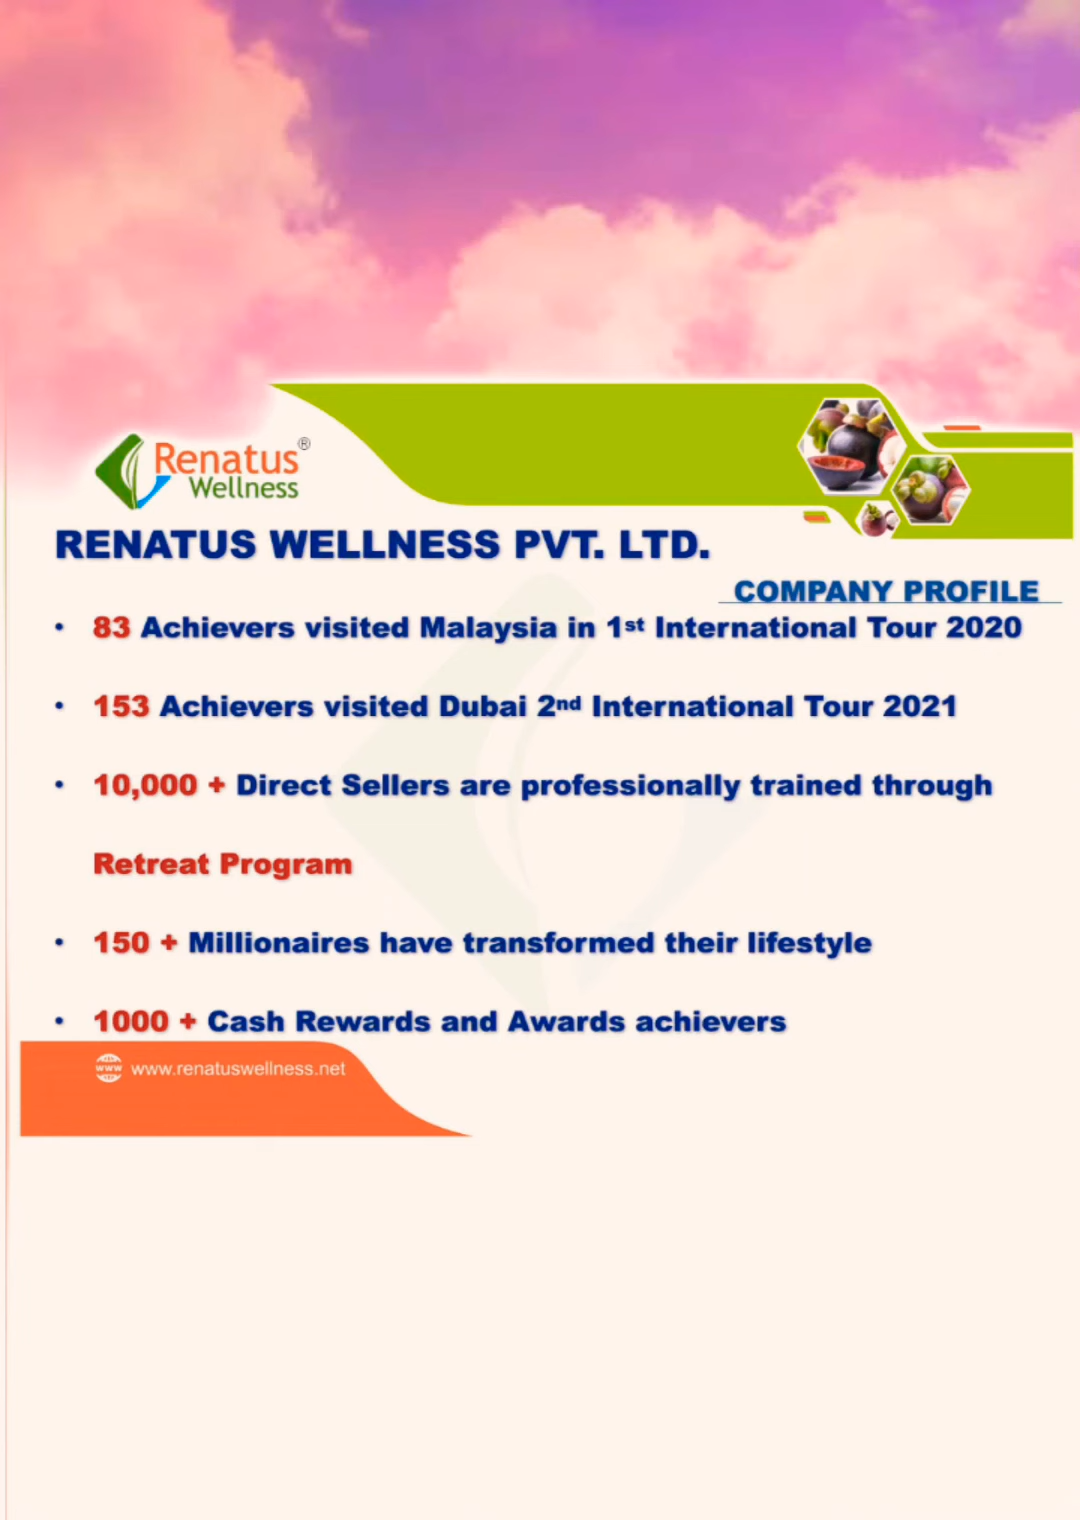 Renatus®
Wellness
RENATUS WELLNESS PVT. LTD.
COMPANY PROFILE
• 83 Achievers visited Malaysia in 1st International Tour 2020
• 153 Achievers visited Dubai 2nd International Tour 2021
• 10,000 + Direct Sellers are professionally trained through
Retreat Program
• 150 + Millionaires have transformed their lifestyle
• 1000 + Cash Rewards and Awards achievers
www www.renatuswellness.net